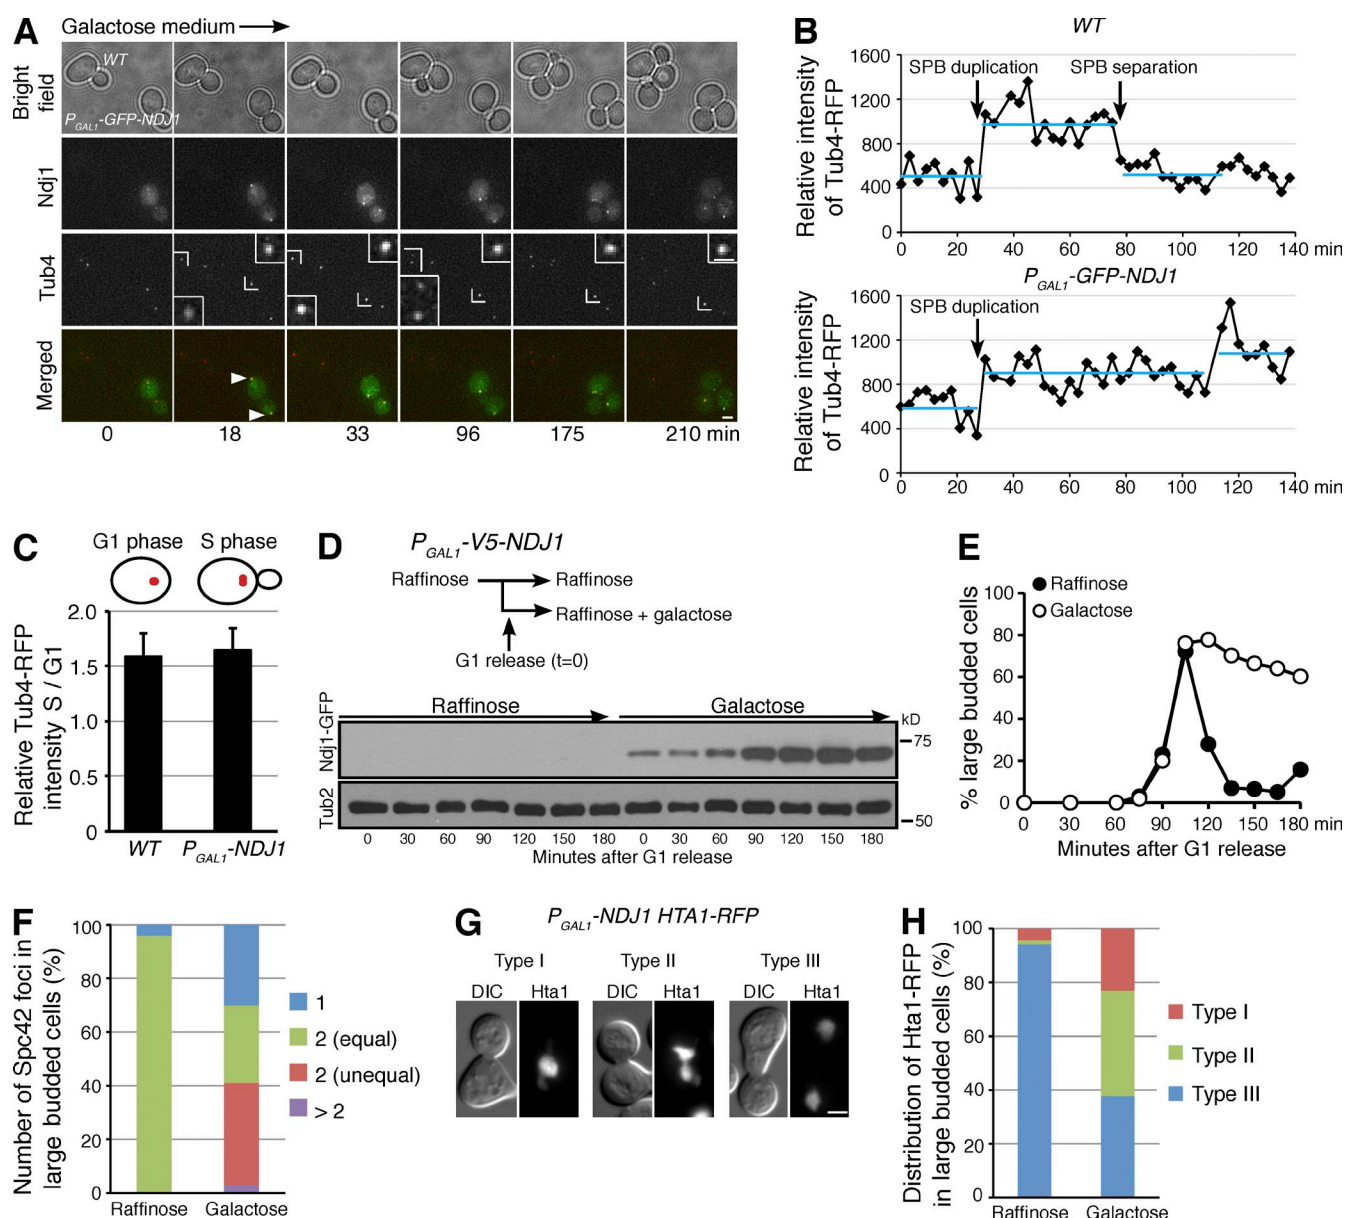 A
Galactose medium
Bright field
WT
P_GAL1-GFP-NDJ1
Ndj1
Tub4
Merged
0 18 33 96 175 210 min
B
WT
Relative intensity of Tub4-RFP
1600
1200
800
400
0
SPB duplication SPB separation
0 20 40 60 80 100 120 140 min
P_GAL1-GFP-NDJ1
Relative intensity of Tub4-RFP
1600
1200
800
400
0
SPB duplication
0 20 40 60 80 100 120 140 min
C
G1 phase S phase
Relative Tub4-RFP intensity S / G1
2.0
1.5
1.0
0.5
0
WT P_GAL1-NDJ1
D
P_GAL1-V5-NDJ1
Raffinose Raffinose
Raffinose + galactose
G1 release (t=0)
Raffinose Galactose
kD
Ndj1-GFP
75
Tub2
50
0 30 60 90 120 150 180 0 30 60 90 120 150 180
Minutes after G1 release
E
% large budded cells
100
80
60
40
20
0
Raffinose
Galactose
0 30 60 90 120 150 180 min
Minutes after G1 release
F
Number of Spc42 foci in large budded cells (%)
100
80
60
40
20
0
Raffinose Galactose
1
2 (equal)
2 (unequal)
> 2
G
P_GAL1-NDJ1 HTA1-RFP
Type I Type II Type III
DIC Hta1 DIC Hta1 DIC Hta1
H
Distribution of Hta1-RFP in large budded cells (%)
100
80
60
40
20
0
Raffinose Galactose
Type I
Type II
Type III